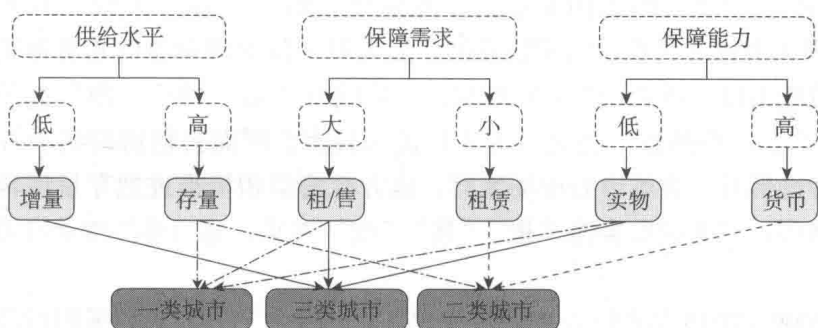 供给水平 保障需求 保障能力
低 高 大 小 低 高
增量 存量 租/售 租赁 实物 货币
一类城市 三类城市 二类城市